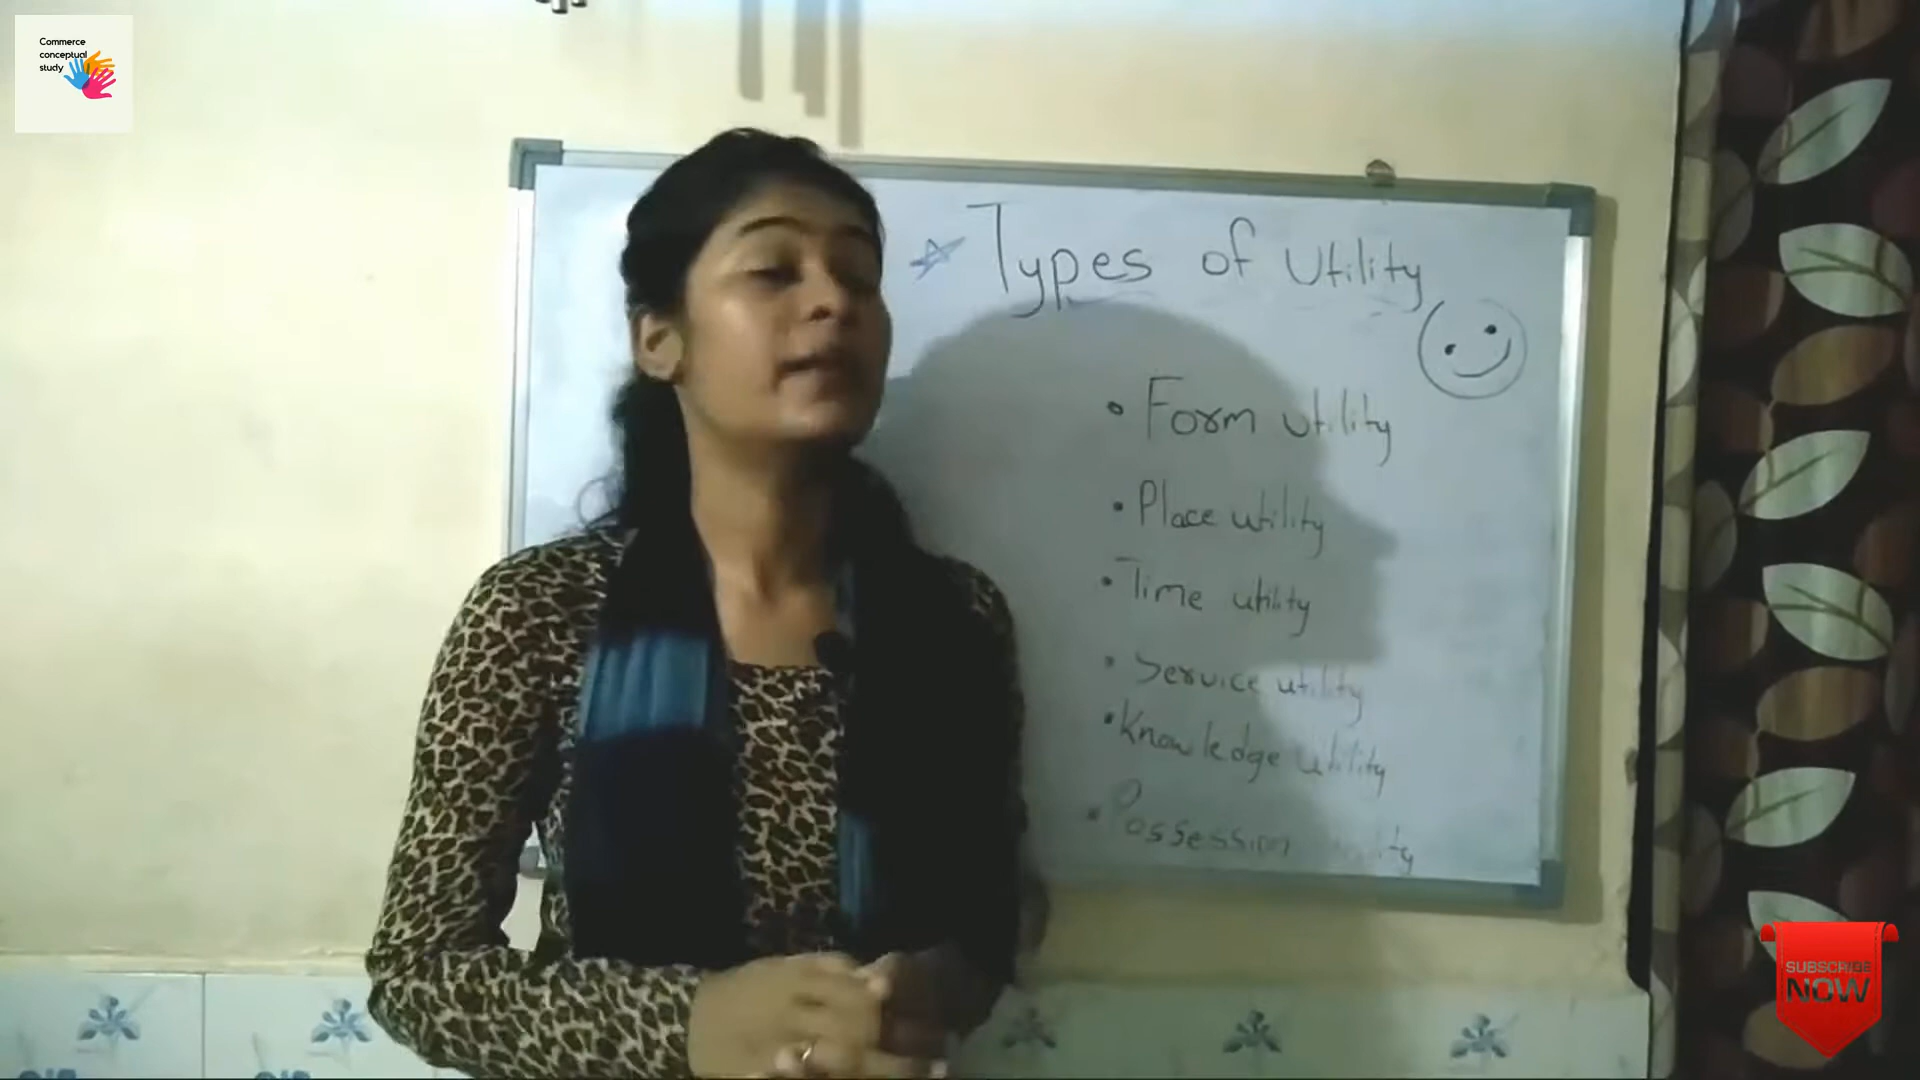 Commerce
conceptual
study
Types of Utility
• Form utility
• Place utility
• Time utility
• Service utility
• Knowledge utility
• Possession utility
SUBSCRIBE
NOW